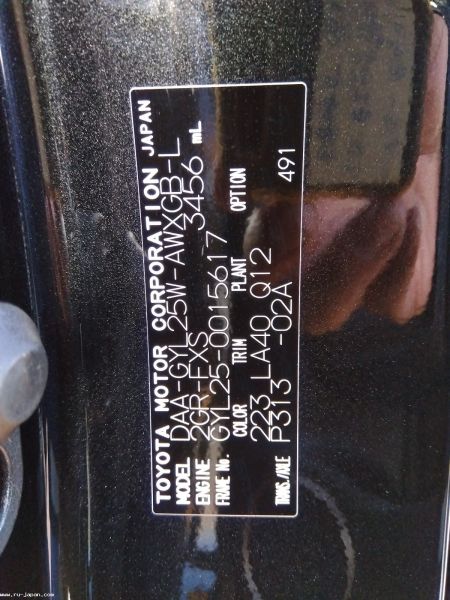 TOYOTA MOTOR CORPORATION JAPAN
MODEL DAA-GYL25W-AWXGB-L
ENGINE 2GR-FXS 3456 mL
FRAME No. GYL25-0015617
COLOR TRIM PLANT OPTION
223 LA40 Q12 491
TRANS./AXLE P313 -02A
www.ru-japan.com